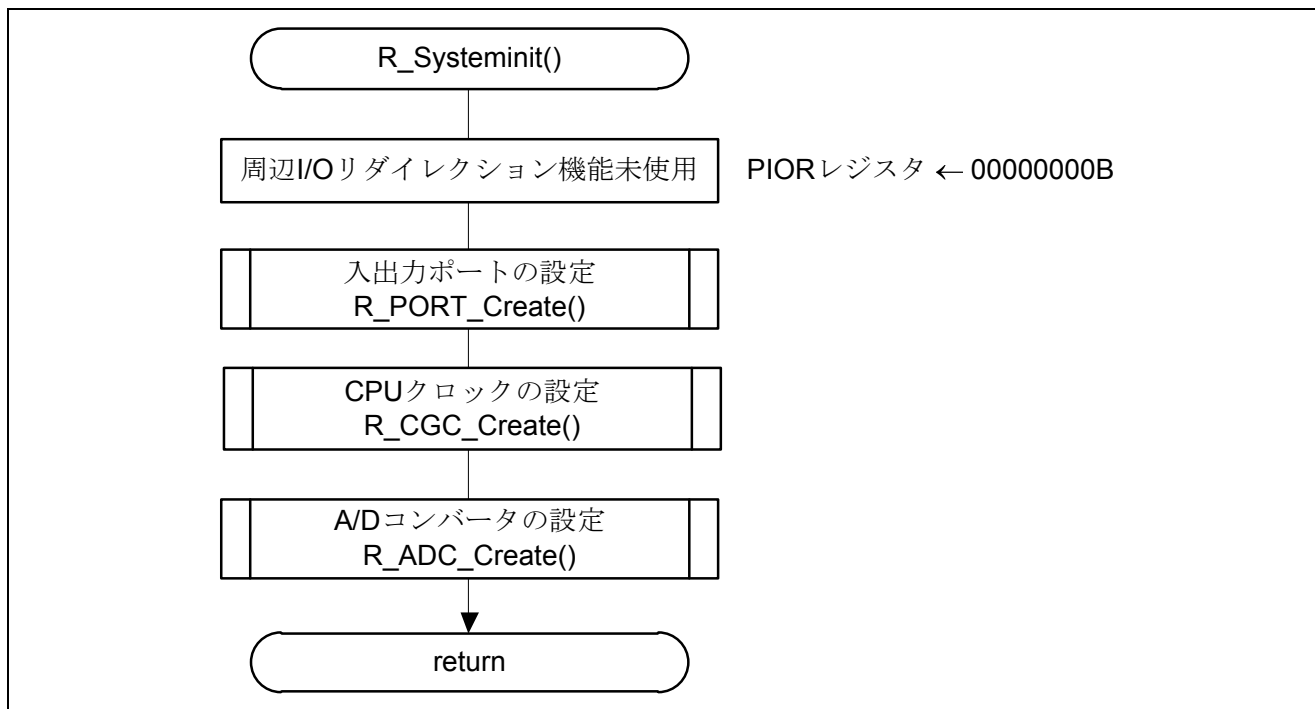 R_Systeminit()
周辺I/Oリダイレクション機能未使用
PIORレジスタ ← 00000000B
入出力ポートの設定
R_PORT_Create()
CPUクロックの設定
R_CGC_Create()
A/Dコンバータの設定
R_ADC_Create()
return